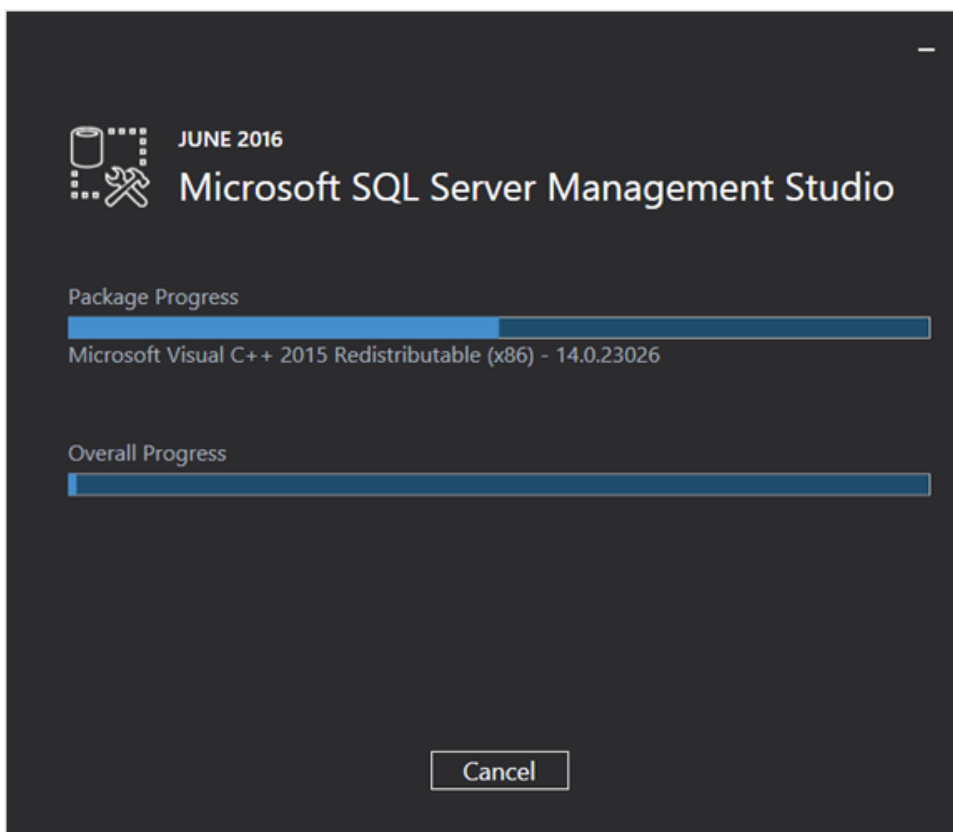 JUNE 2016
Microsoft SQL Server Management Studio
Package Progress
Microsoft Visual C++ 2015 Redistributable (x86) - 14.0.23026
Overall Progress
Cancel